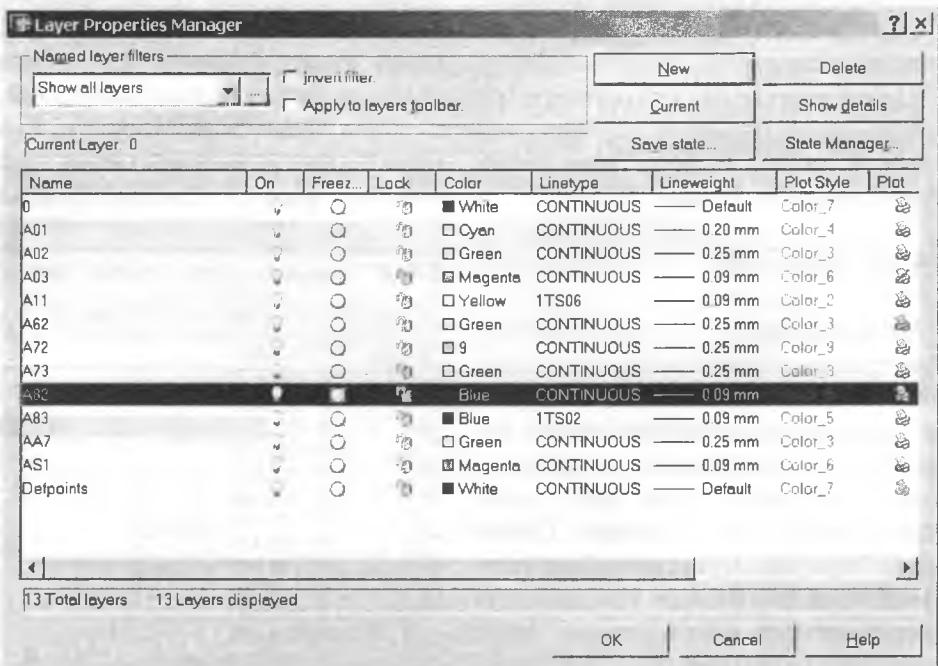 Layer Properties Manager
Named layer filters
Show all layers
...
Invert filter.
Apply to layers toolbar.
New
Delete
Current
Show details
Save state...
State Manager...
Current Layer: 0
Name On Freez... Lock Color Linetype Lineweight Plot Style Plot
0 White CONTINUOUS Default Color_7
A01 Cyan CONTINUOUS 0.20 mm Color_4
A02 Green CONTINUOUS 0.25 mm Color_3
A03 Magenta CONTINUOUS 0.09 mm Color_6
A11 Yellow 1TS06 0.09 mm Color_2
A62 Green CONTINUOUS 0.25 mm Color_3
A72 9 CONTINUOUS 0.25 mm Color_9
A73 Green CONTINUOUS 0.25 mm Color_3
A82 Blue CONTINUOUS 0.09 mm
A83 Blue 1TS02 0.09 mm Color_5
AA7 Green CONTINUOUS 0.25 mm Color_3
AS1 Magenta CONTINUOUS 0.09 mm Color_6
Defpoints White CONTINUOUS Default Color_7
13 Total layers 13 Layers displayed
OK Cancel Help